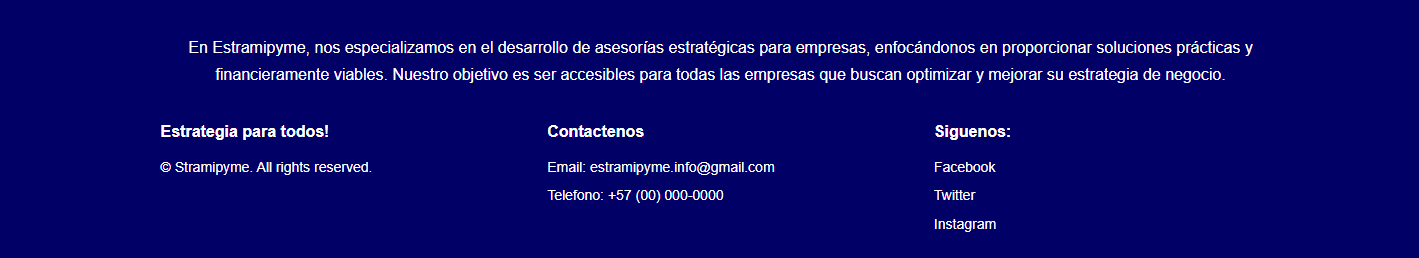 En Estramipyme, nos especializamos en el desarrollo de asesorías estratégicas para empresas, enfocándonos en proporcionar soluciones prácticas y
financieramente viables. Nuestro objetivo es ser accesibles para todas las empresas que buscan optimizar y mejorar su estrategia de negocio.
Estrategia para todos!
© Stramipyme. All rights reserved.
Contactenos
Email: estramipyme.info@gmail.com
Telefono: +57 (00) 000-0000
Siguenos:
Facebook
Twitter
Instagram